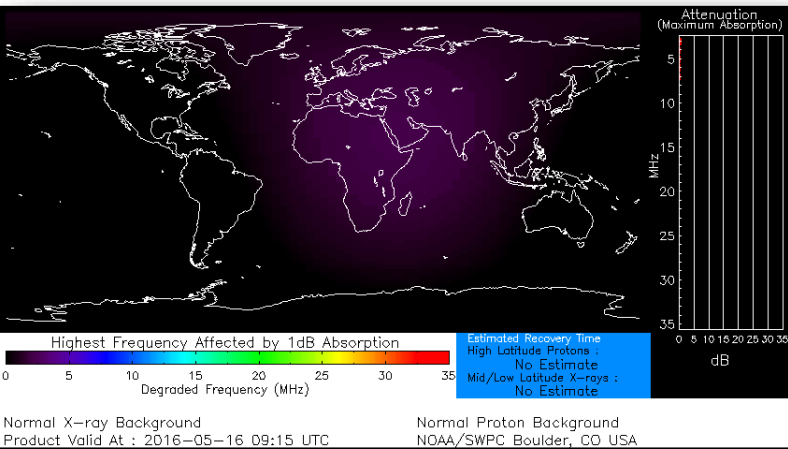 Attenuation
(Maximum Absorption)
5
10
15
20
25
30
35
MHz
0 5 10 15 20 25 30 35
dB
Highest Frequency Affected by 1dB Absorption
0 5 10 15 20 25 30 35
Degraded Frequency (MHz)
Estimated Recovery Time
High Latitude Protons :
No Estimate
Mid/Low Latitude X-rays :
No Estimate
Normal X-ray Background
Normal Proton Background
Product Valid At : 2016-05-16 09:15 UTC
NOAA/SWPC Boulder, CO USA